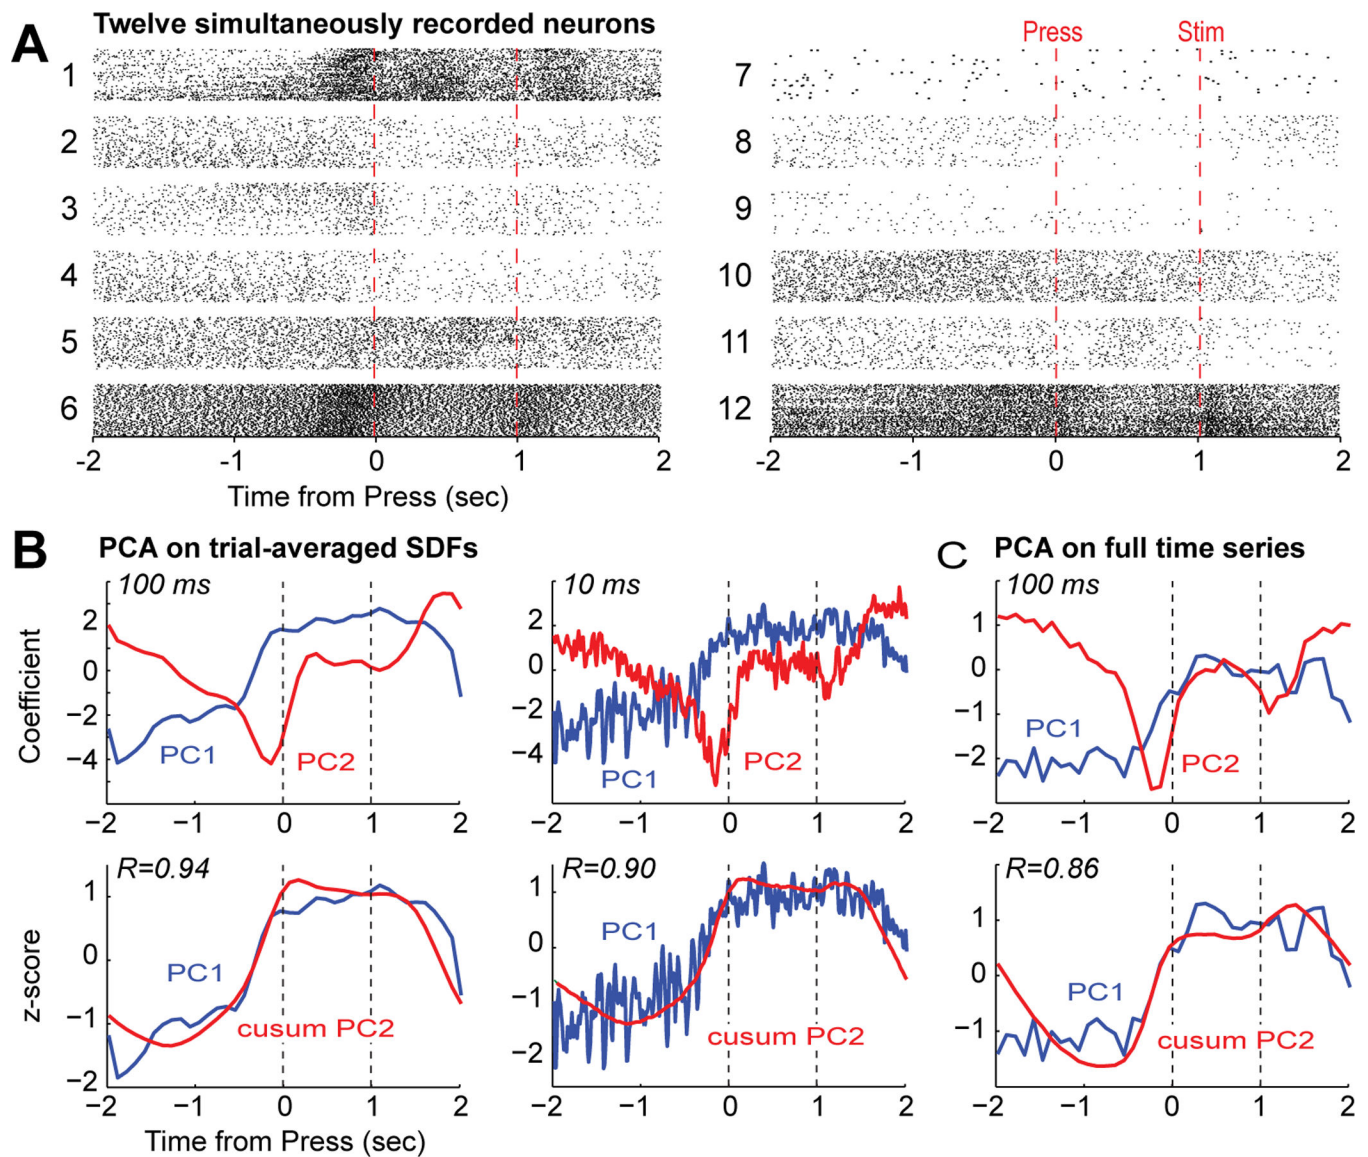 A
Twelve simultaneously recorded neurons
1
2
3
4
5
6
-2 -1 0 1 2
Time from Press (sec)
Press Stim
7
8
9
10
11
12
-2 -1 0 1 2
B
PCA on trial-averaged SDFs
100 ms
Coefficient
2
0
−2
−4
PC1
PC2
−2 −1 0 1 2
10 ms
2
0
−2
−4
PC1
PC2
−2 −1 0 1 2
C
PCA on full time series
100 ms
1
0
−1
−2
PC1
PC2
−2 −1 0 1 2
R=0.94
z-score
1
0
−1
−2
PC1
cusum PC2
−2 −1 0 1 2
Time from Press (sec)
R=0.90
1
0
−1
−2
PC1
cusum PC2
−2 −1 0 1 2
R=0.86
1
0
−1
PC1
cusum PC2
−2 −1 0 1 2